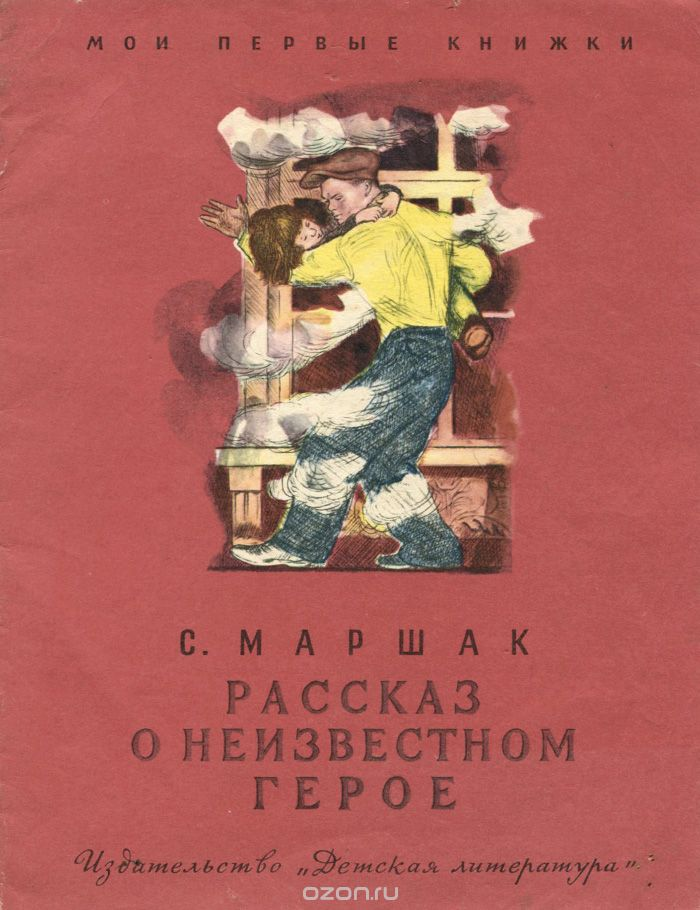 МОИ ПЕРВЫЕ КНИЖКИ
С. МАРШАК
РАССКАЗ
О НЕИЗВЕСТНОМ
ГЕРОЕ
Издательство „Детская литература"
ozon.ru